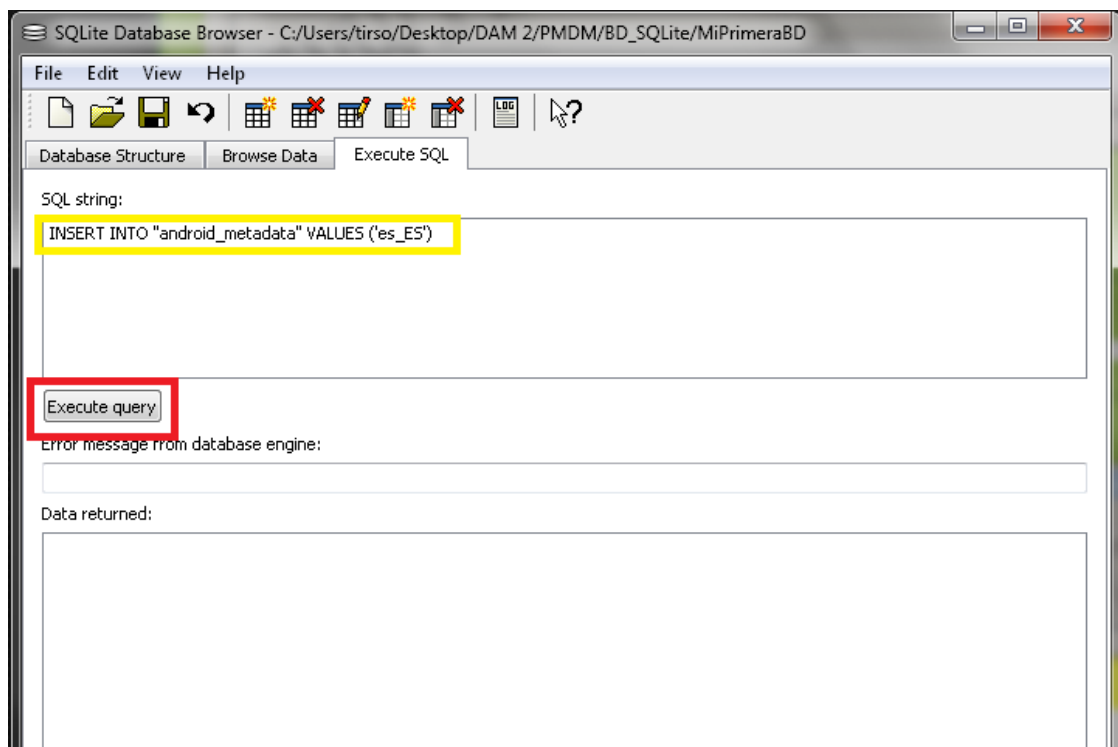 SQLite Database Browser - C:/Users/tirso/Desktop/DAM 2/PMDM/BD_SQLite/MiPrimeraBD
File Edit View Help
LOG
?
Database Structure Browse Data Execute SQL
SQL string:
INSERT INTO "android_metadata" VALUES ('es_ES')
Execute query
Error message from database engine:
Data returned: